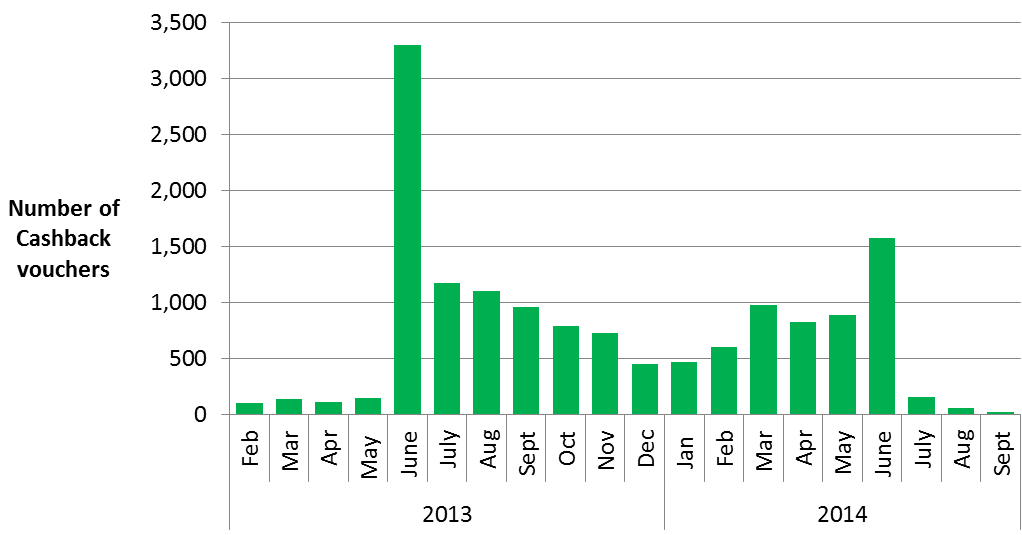 3,500
3,000
2,500
2,000
1,500
1,000
500
0
Number of
Cashback
vouchers
Feb Mar Apr May June July Aug Sept Oct Nov Dec Jan Feb Mar Apr May June July Aug Sept
2013 2014